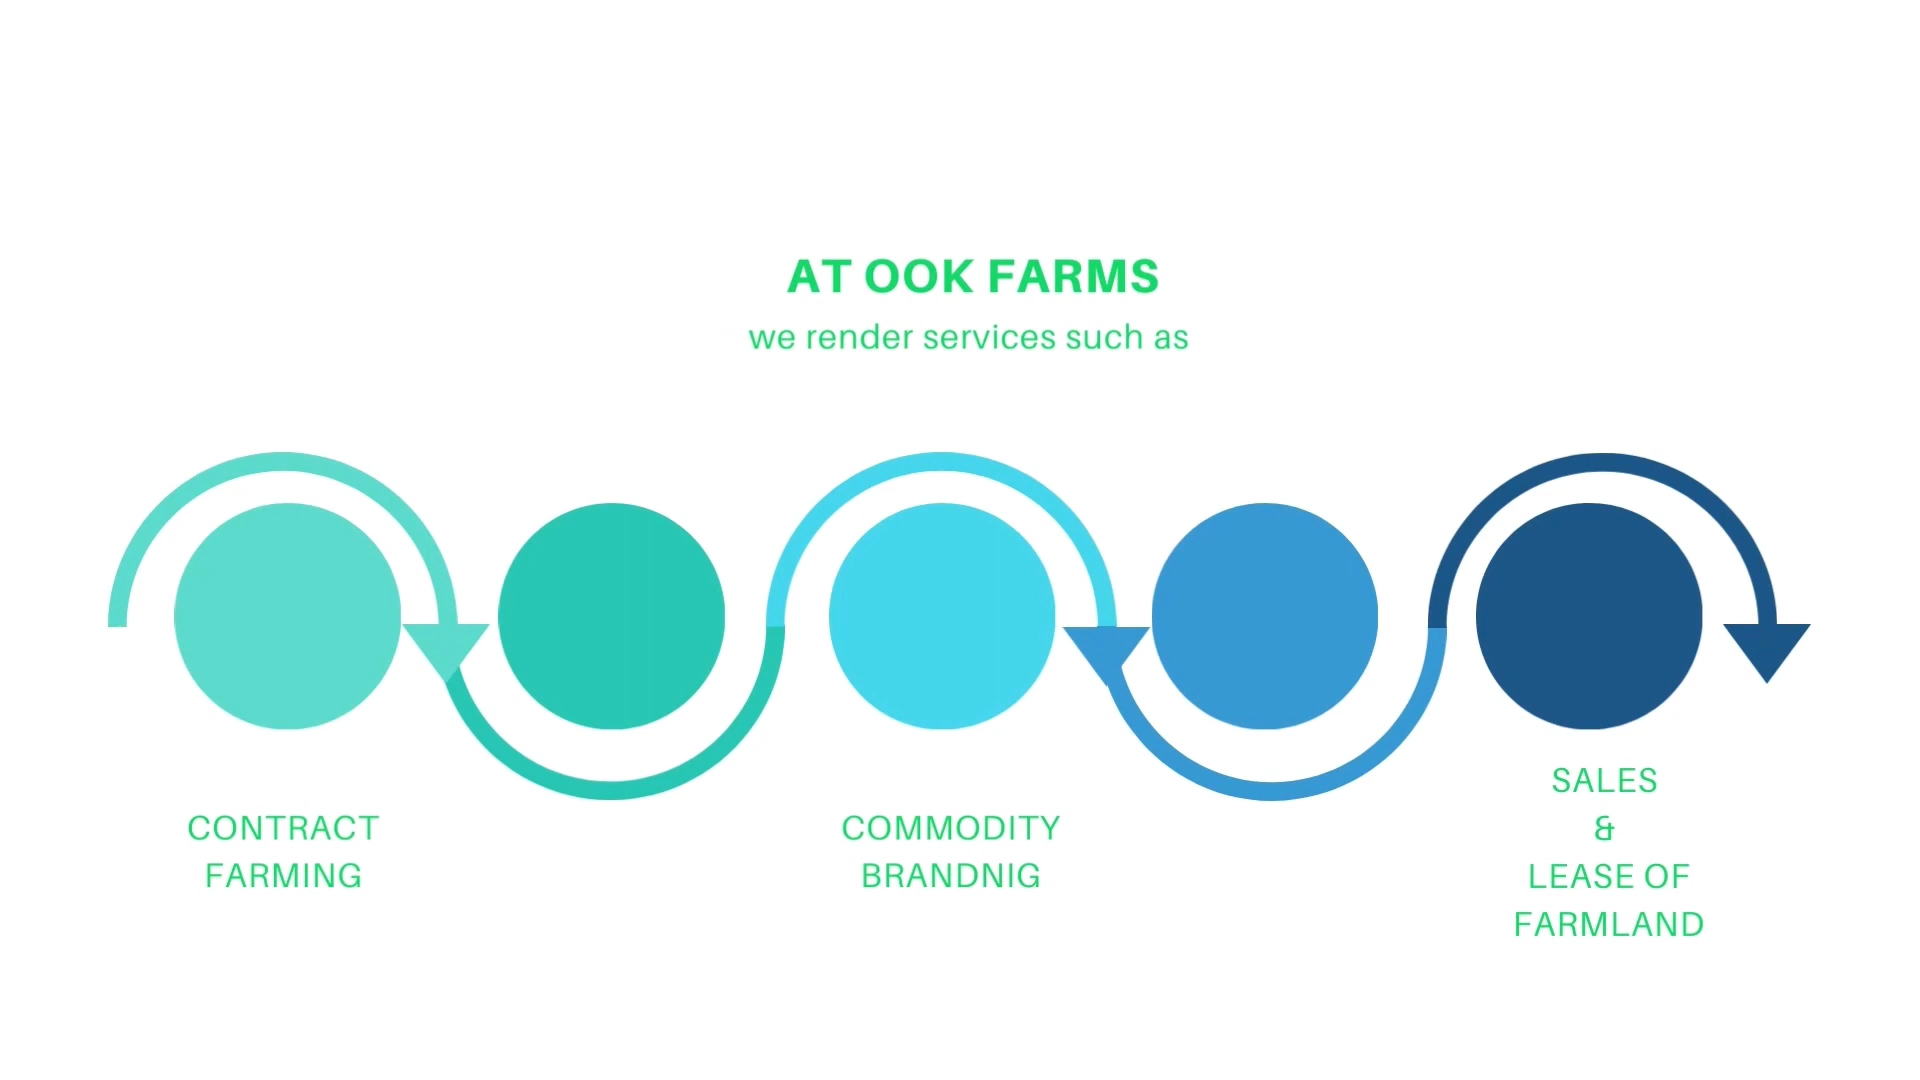 AT OOK FARMS
we render services such as
CONTRACT
FARMING
COMMODITY
BRANDNIG
SALES
&
LEASE OF
FARMLAND